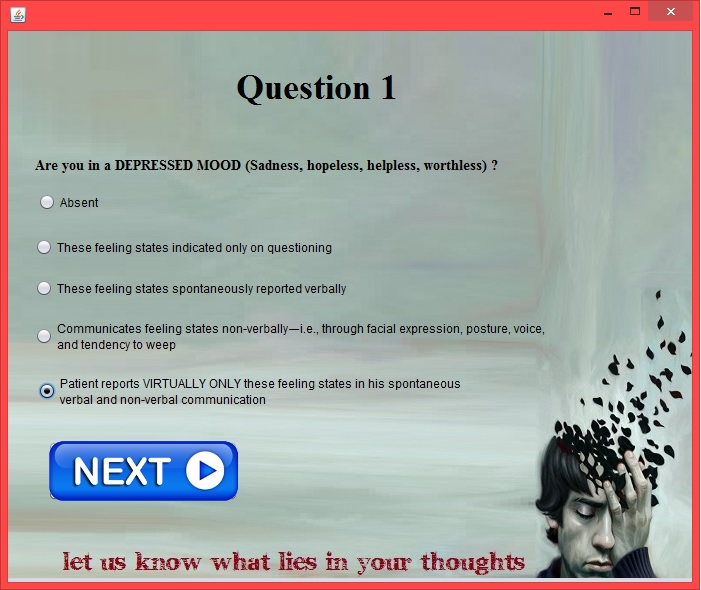 Question 1
Are you in a DEPRESSED MOOD (Sadness, hopeless, helpless, worthless) ?
Absent
These feeling states indicated only on questioning
These feeling states spontaneously reported verbally
Communicates feeling states non-verbally—i.e., through facial expression, posture, voice,
and tendency to weep
Patient reports VIRTUALLY ONLY these feeling states in his spontaneous
verbal and non-verbal communication
NEXT
let us know what lies in your thoughts